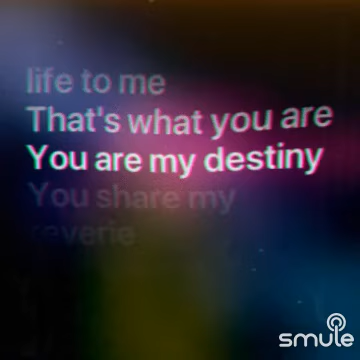 life to me
That's what you are
You are my destiny
You share my
reverie
smule